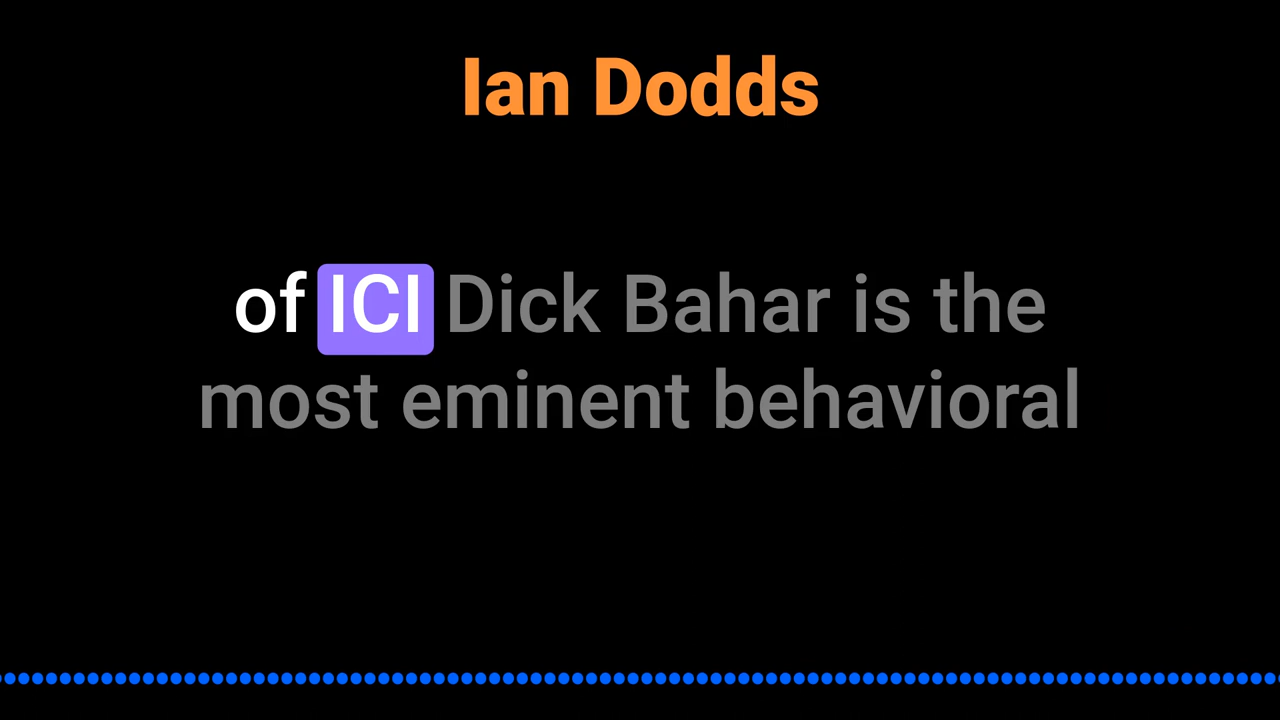 Ian Dodds
of ICI Dick Bahar is the
most eminent behavioral